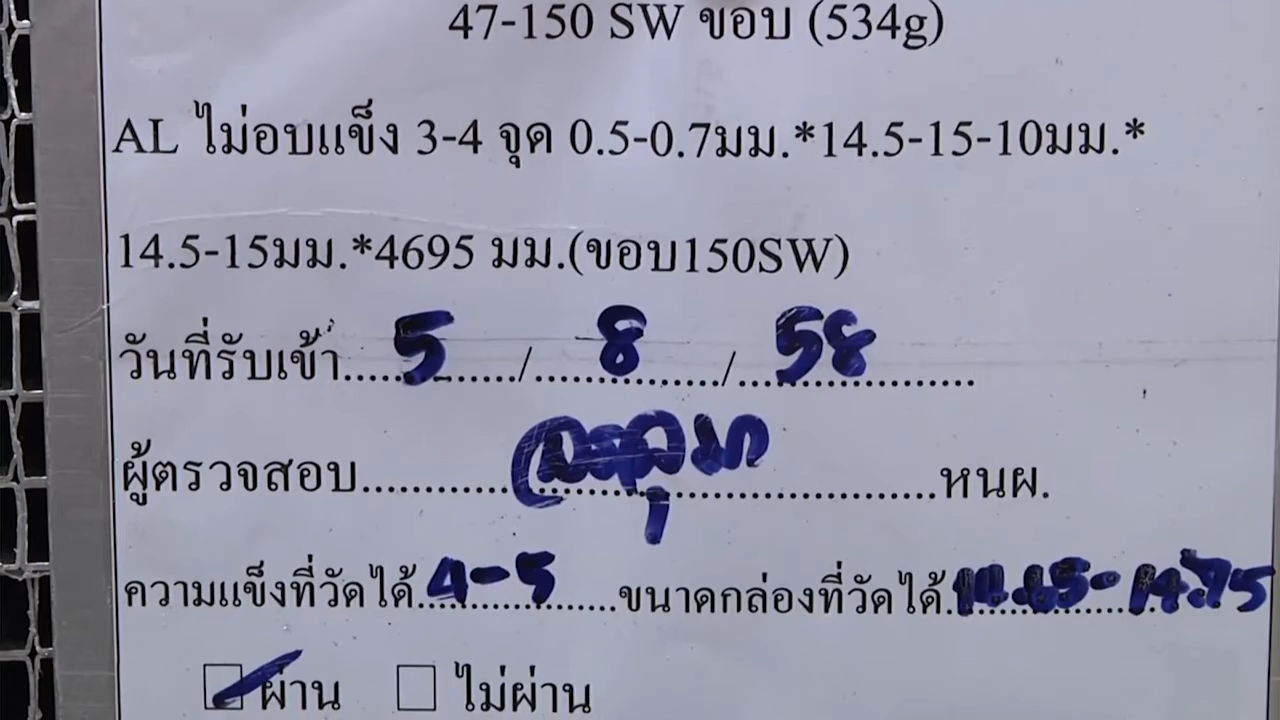 47-150 SW ขอบ (534g)
AL ไม่อบแข็ง 3-4 จุด 0.5-0.7มม.*14.5-15-10มม.*
14.5-15มม.*4695 มม.(ขอบ150SW)
วันที่รับเข้า.....5....../......8......./....58.........
ผู้ตรวจสอบ..........................................หนผ.
ความแข็งที่วัดได้ 4-5 ..........ขนาดกล่องที่วัดได้ 14.65-14.75
ผ่าน ไม่ผ่าน